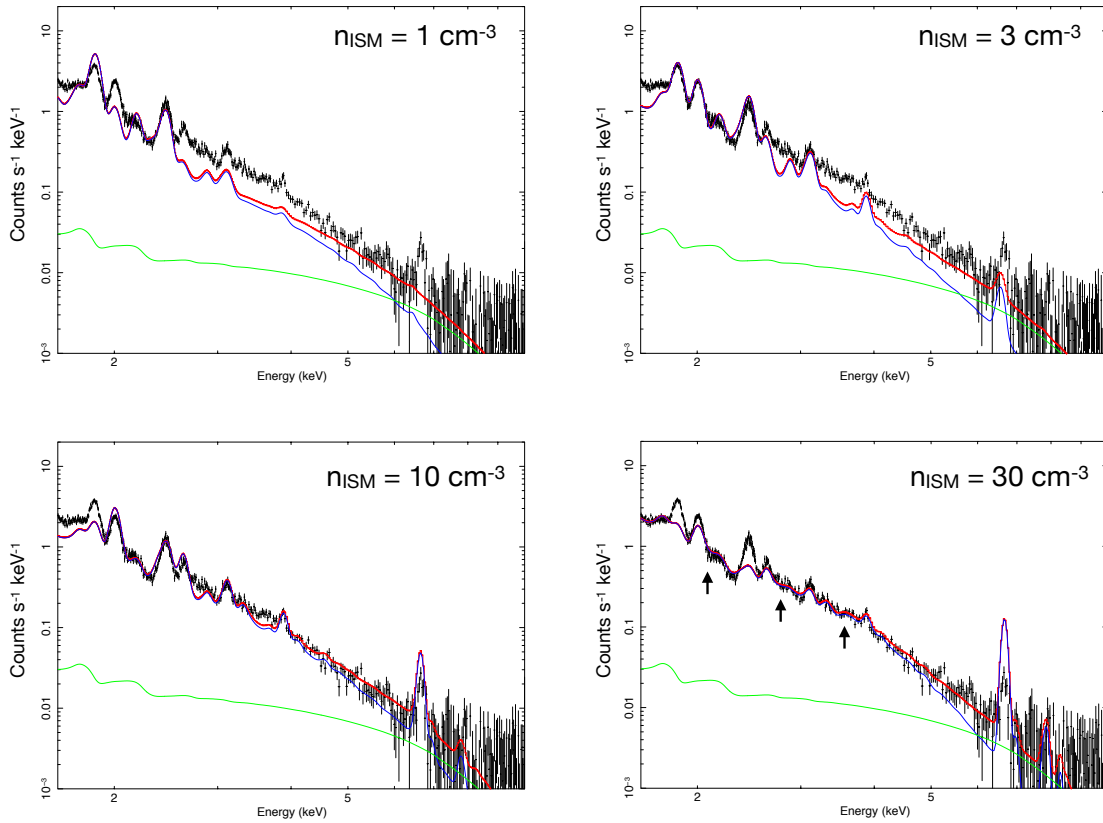 n_ISM = 1 cm⁻³
Counts s⁻¹ keV⁻¹
10
1
0.1
0.01
10⁻³
2
5
Energy (keV)
n_ISM = 3 cm⁻³
Counts s⁻¹ keV⁻¹
10
1
0.1
0.01
10⁻³
2
5
Energy (keV)
n_ISM = 10 cm⁻³
Counts s⁻¹ keV⁻¹
10
1
0.1
0.01
10⁻³
2
5
Energy (keV)
n_ISM = 30 cm⁻³
Counts s⁻¹ keV⁻¹
10
1
0.1
0.01
10⁻³
2
5
Energy (keV)